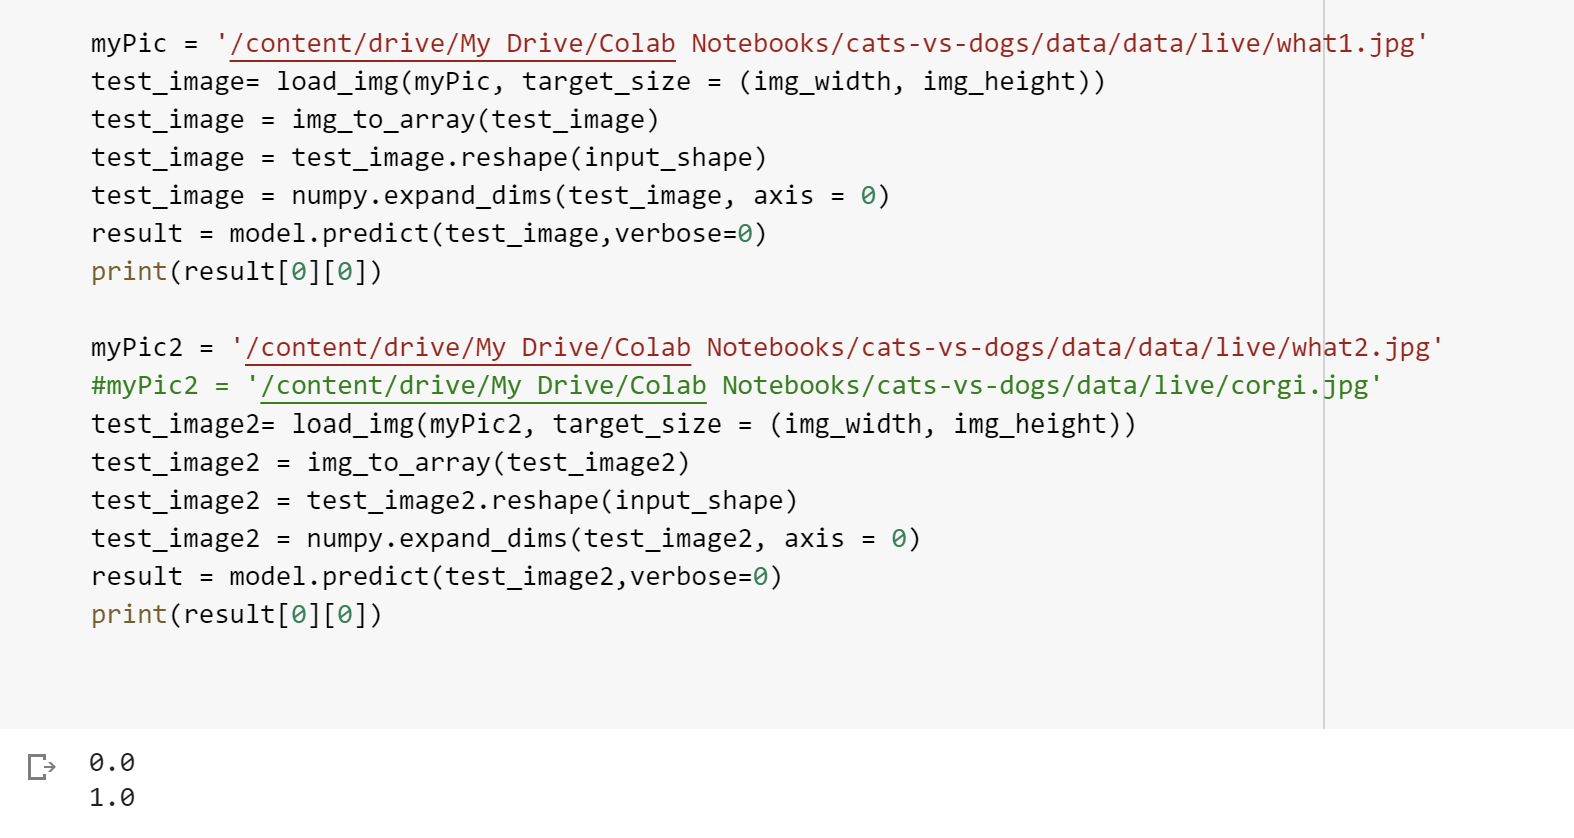 myPic = '/content/drive/My Drive/Colab Notebooks/cats-vs-dogs/data/data/live/what1.jpg'
test_image= load_img(myPic, target_size = (img_width, img_height))
test_image = img_to_array(test_image)
test_image = test_image.reshape(input_shape)
test_image = numpy.expand_dims(test_image, axis = 0)
result = model.predict(test_image,verbose=0)
print(result[0][0])
myPic2 = '/content/drive/My Drive/Colab Notebooks/cats-vs-dogs/data/data/live/what2.jpg'
#myPic2 = '/content/drive/My Drive/Colab Notebooks/cats-vs-dogs/data/live/corgi.jpg'
test_image2= load_img(myPic2, target_size = (img_width, img_height))
test_image2 = img_to_array(test_image2)
test_image2 = test_image2.reshape(input_shape)
test_image2 = numpy.expand_dims(test_image2, axis = 0)
result = model.predict(test_image2,verbose=0)
print(result[0][0])
0.0
1.0